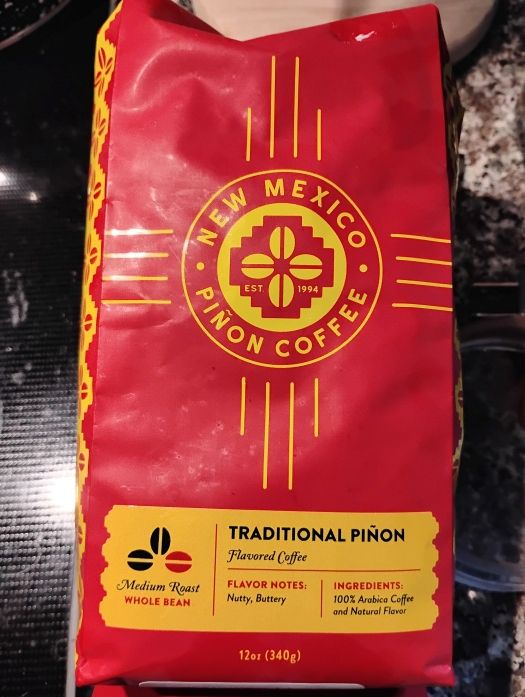 NEW MEXICO
EST. 1994
PIÑON COFFEE
TRADITIONAL PIÑON
Flavored Coffee
Medium Roast
WHOLE BEAN
FLAVOR NOTES:
Nutty, Buttery
INGREDIENTS:
100% Arabica Coffee
and Natural Flavor
12oz (340g)